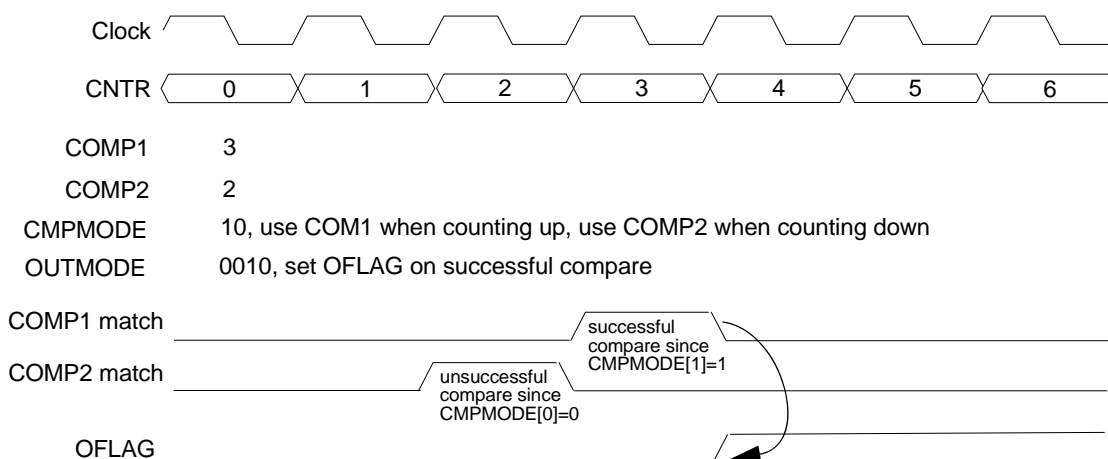 Clock
CNTR 0 1 2 3 4 5 6
COMP1 3
COMP2 2
CMPMODE 10, use COM1 when counting up, use COMP2 when counting down
OUTMODE 0010, set OFLAG on successful compare
COMP1 match
successful
compare since
CMPMODE[1]=1
COMP2 match
unsuccessful
compare since
CMPMODE[0]=0
OFLAG